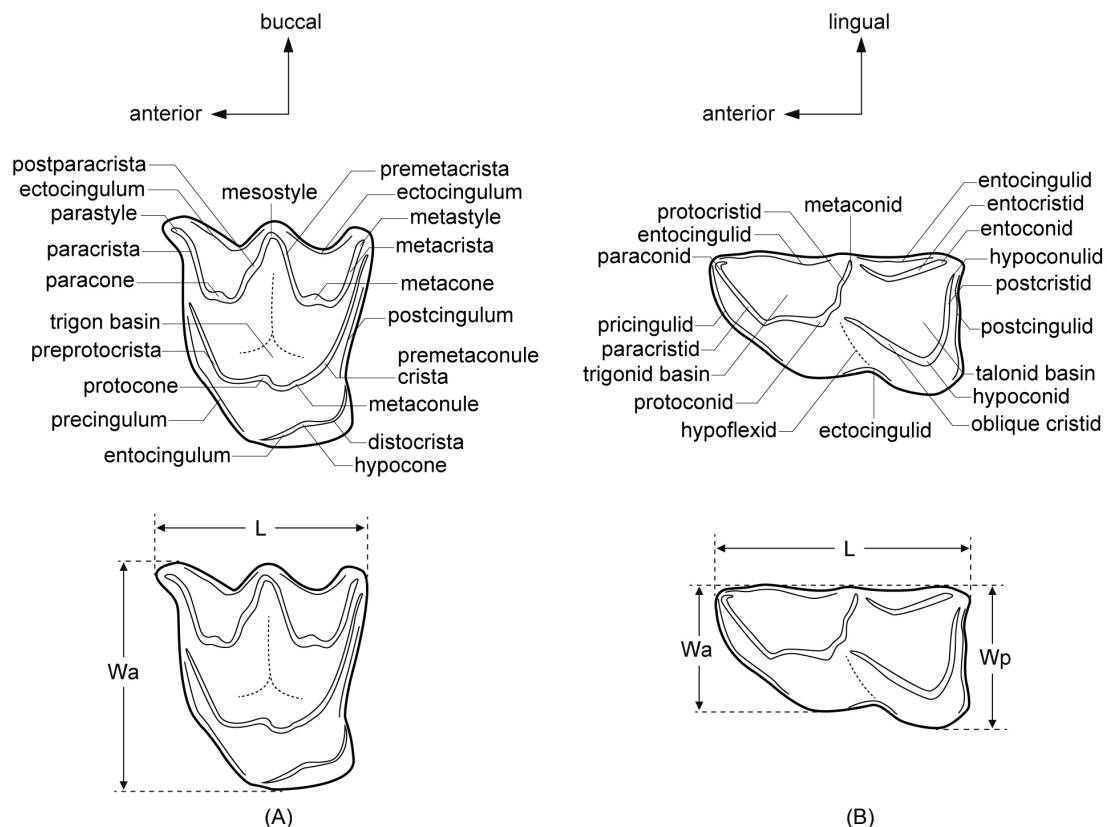 buccal
anterior
postparacrista
ectocingulum
parastyle
paracrista
paracone
trigon basin
preprotocrista
protocone
precingulum
entocingulum
mesostyle
premetacrista
ectocingulum
metastyle
metacrista
metacone
postcingulum
premetaconule
crista
metaconule
distocrista
hypocone
L
Wa
(A)
lingual
anterior
protocristid
entocingulid
paraconid
pricingulid
paracristid
trigonid basin
protoconid
hypoflexid
ectocingulid
metaconid
entocingulid
entocristid
entoconid
hypoconulid
postcristid
postcingulid
talonid basin
hypoconid
oblique cristid
L
Wa
Wp
(B)